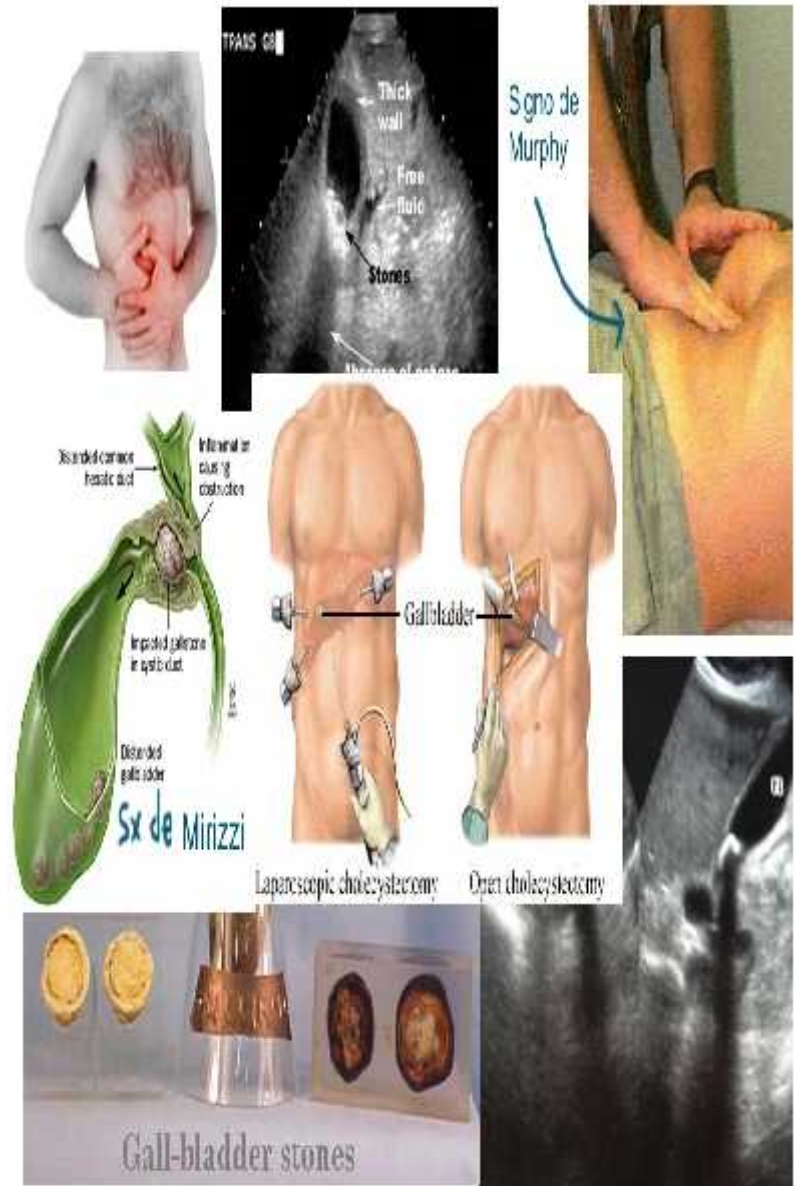 TRANS GB
Thick
wall
Free
fluid
Stones
Signo de
Murphy
Distended common
hepatic duct
Inflammation
causing
obstruction
Impacted gallstone
in cystic duct
Distended
gallbladder
Sx de Mirizzi
Gallbladder
Laparoscopic cholecystectomy
Open cholecystectomy
Gall-bladder stones